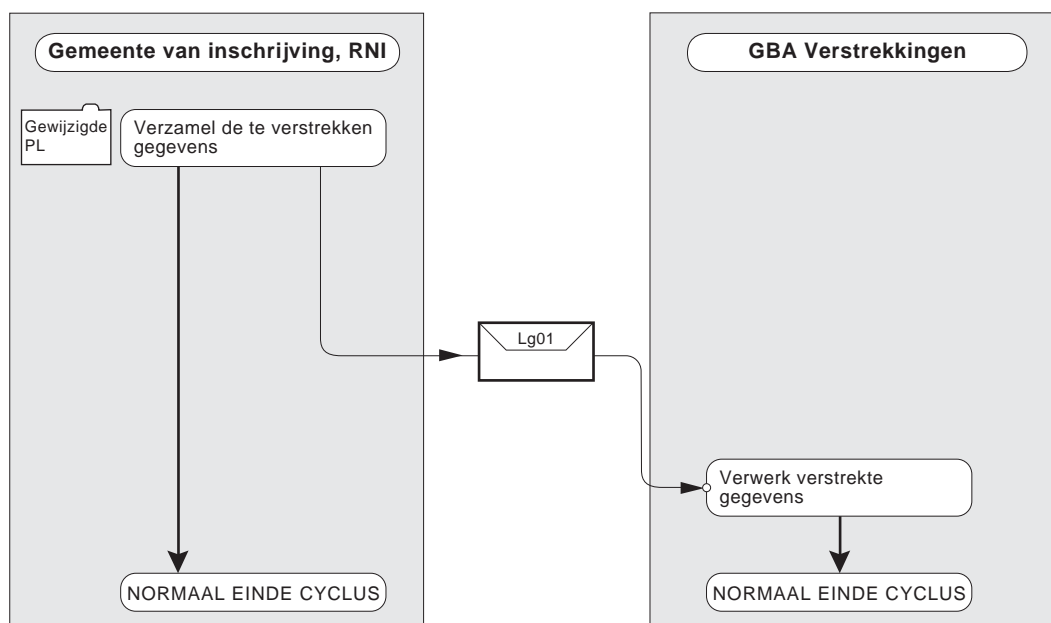 Gemeente van inschrijving, RNI
GBA Verstrekkingen
Gewijzigde
PL
Verzamel de te verstrekken
gegevens
Lg01
Verwerk verstrekte
gegevens
NORMAAL EINDE CYCLUS
NORMAAL EINDE CYCLUS